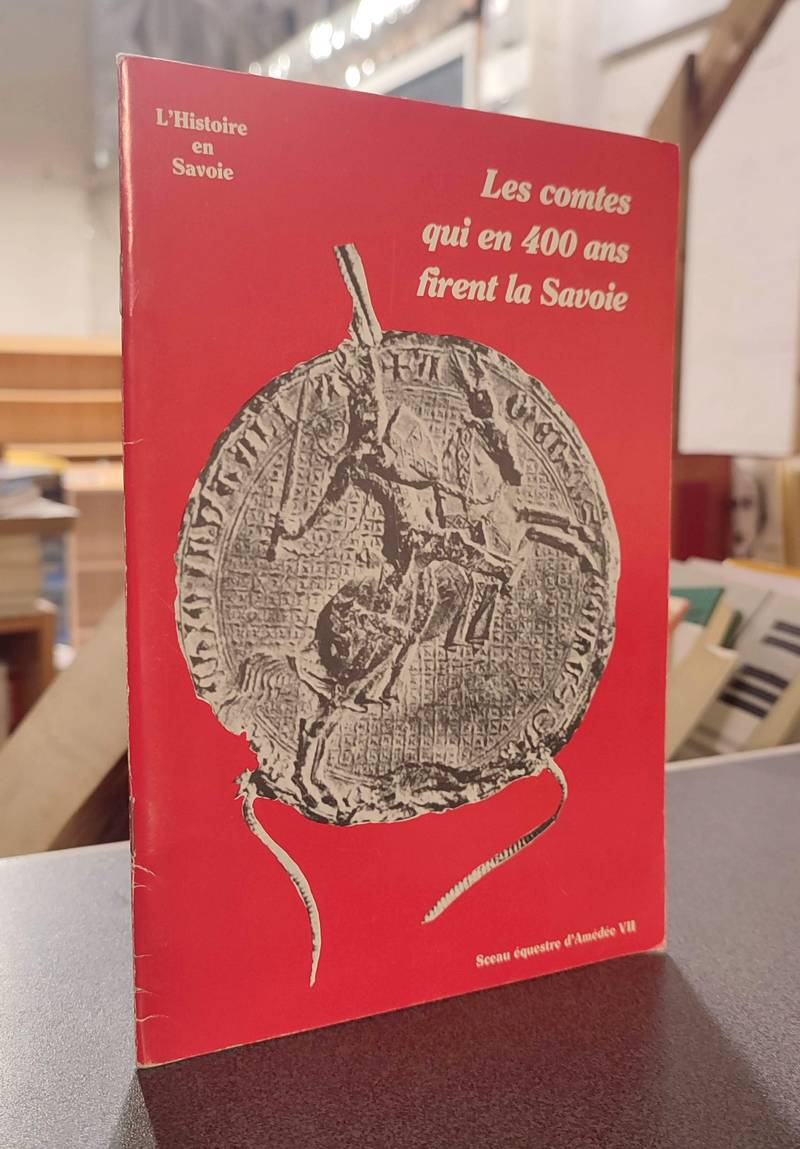 L'Histoire
en
Savoie
Les comtes
qui en 400 ans
firent la Savoie
Sceau équestre d'Amédée VII